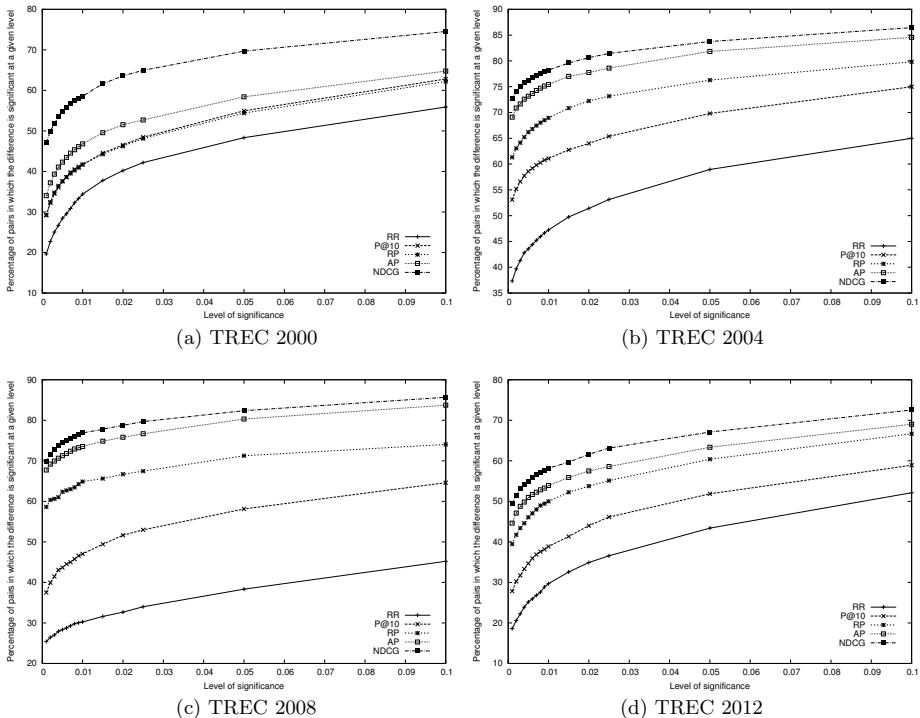 Percentage of pairs in which the difference is significant at a given level
80
70
60
50
40
30
20
10
RR
P@10
RP
AP
NDCG
0 0.01 0.02 0.03 0.04 0.05 0.06 0.07 0.08 0.09 0.1
Level of significance
(a) TREC 2000
Percentage of pairs in which the difference is significant at a given level
90
85
80
75
70
65
60
55
50
45
40
35
RR
P@10
RP
AP
NDCG
0 0.01 0.02 0.03 0.04 0.05 0.06 0.07 0.08 0.09 0.1
Level of significance
(b) TREC 2004
Percentage of pairs in which the difference is significant at a given level
90
80
70
60
50
40
30
20
RR
P@10
RP
AP
NDCG
0 0.01 0.02 0.03 0.04 0.05 0.06 0.07 0.08 0.09 0.1
Level of significance
(c) TREC 2008
Percentage of pairs in which the difference is significant at a given level
80
70
60
50
40
30
20
10
RR
P@10
RP
AP
NDCG
0 0.01 0.02 0.03 0.04 0.05 0.06 0.07 0.08 0.09 0.1
Level of significance
(d) TREC 2012